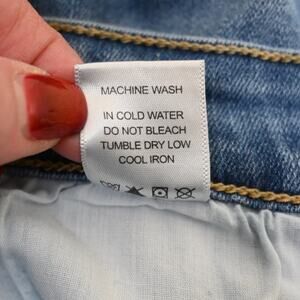 MACHINE WASH
IN COLD WATER
DO NOT BLEACH
TUMBLE DRY LOW
COOL IRON